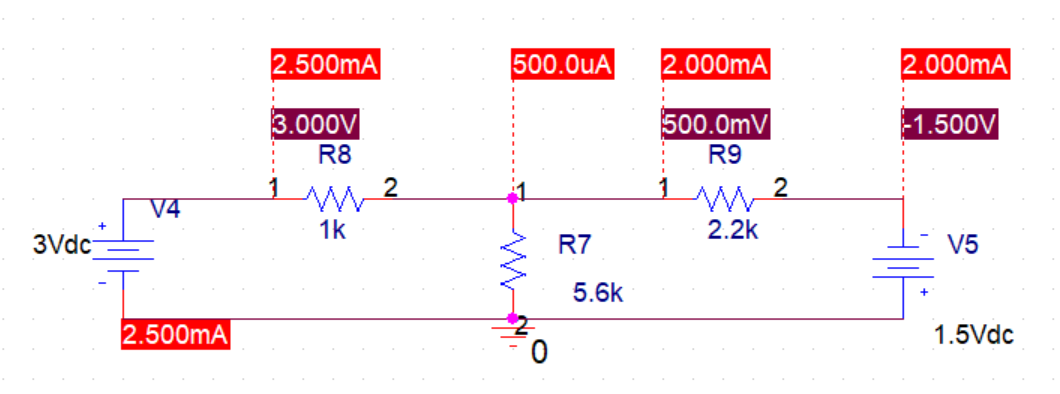 2.500mA 500.0uA 2.000mA 2.000mA
3.000V 500.0mV -1.500V
R8 R9
1 2 1 1 2
V4 1k 2.2k
+ -
3Vdc R7 V5
- 5.6k +
2.500mA 2 1.5Vdc
0